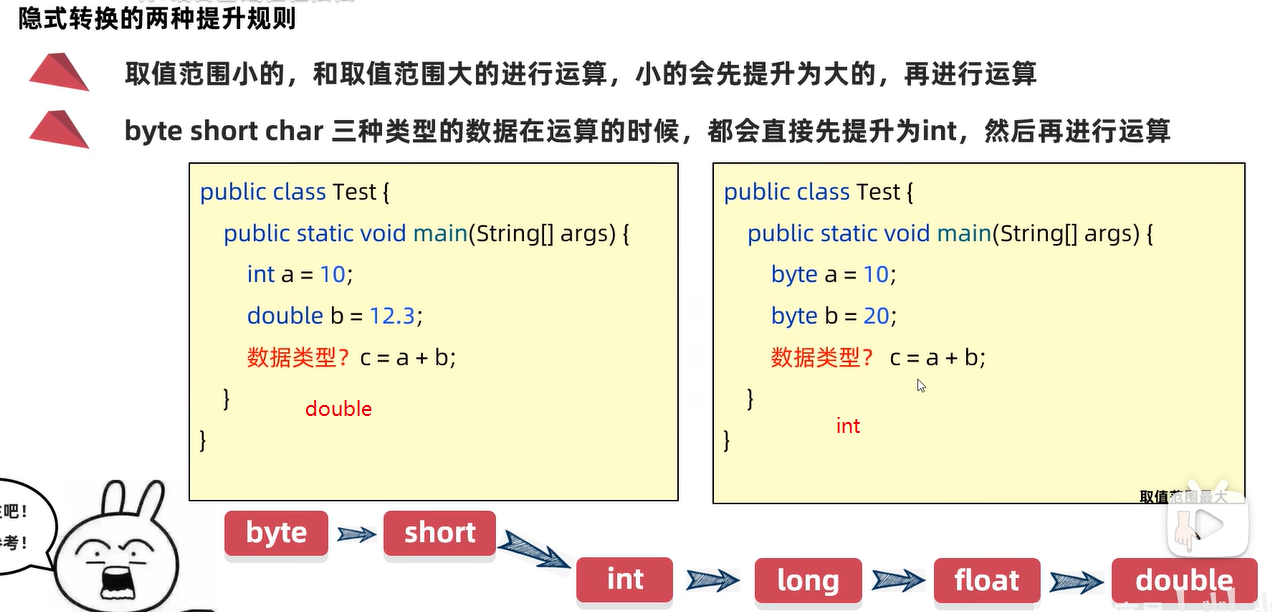 隐式转换的两种提升规则
取值范围小的，和取值范围大的进行运算，小的会先提升为大的，再进行运算
byte short char 三种类型的数据在运算的时候，都会直接先提升为int，然后再进行运算
public class Test {
public static void main(String[] args) {
int a = 10;
double b = 12.3;
数据类型？ c = a + b;
}
double
}
public class Test {
public static void main(String[] args) {
byte a = 10;
byte b = 20;
数据类型？ c = a + b;
}
int
}
取值范围最大
吧！
考！
byte
short
int
long
float
double